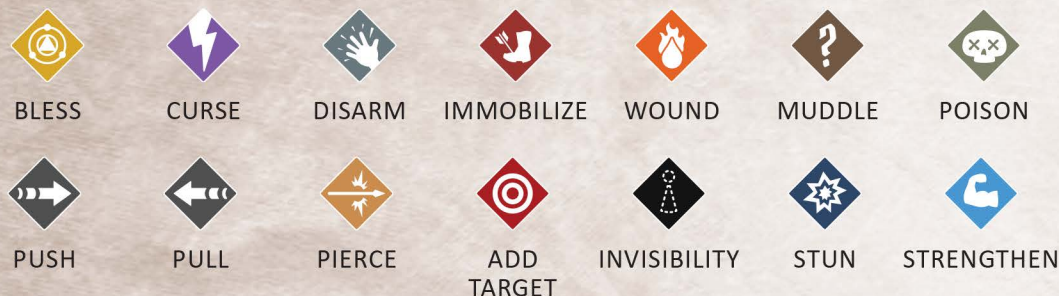 BLESS CURSE DISARM IMMOBILIZE WOUND MUDDLE POISON
PUSH PULL PIERCE ADD INVISIBILITY STUN STRENGTHEN
TARGET